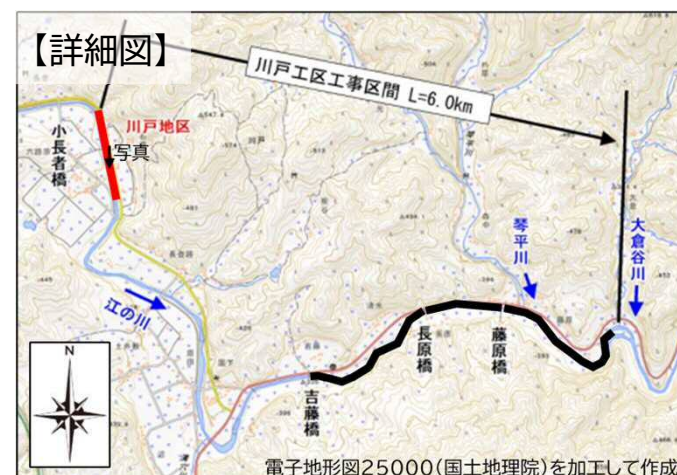 【詳細図】
川戸工区工事区間 L=6.0km
川戸地区
写真
小長者橋
江の川
琴平川
大倉谷川
長原橋
藤原橋
吉藤橋
N
電子地形図25000(国土地理院)を加工して作成